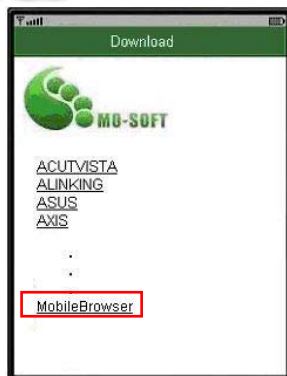 Download
MO-SOFT
ACUTVISTA
ALINKING
ASUS
AXIS
.
.
.
MobileBrowser